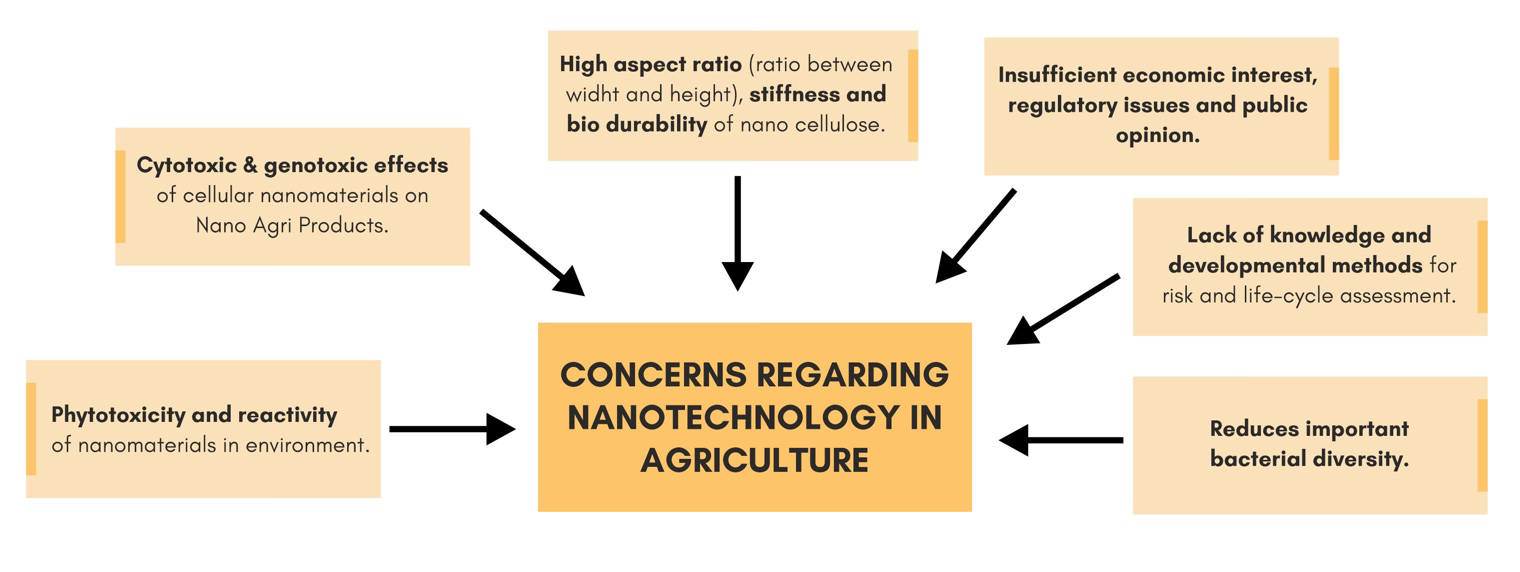 High aspect ratio (ratio between
widht and height), stiffness and
bio durability of nano cellulose.
Insufficient economic interest,
regulatory issues and public
opinion.
Cytotoxic & genotoxic effects
of cellular nanomaterials on
Nano Agri Products.
Lack of knowledge and
developmental methods for
risk and life-cycle assessment.
CONCERNS REGARDING
NANOTECHNOLOGY IN
AGRICULTURE
Phytotoxicity and reactivity
of nanomaterials in environment.
Reduces important
bacterial diversity.